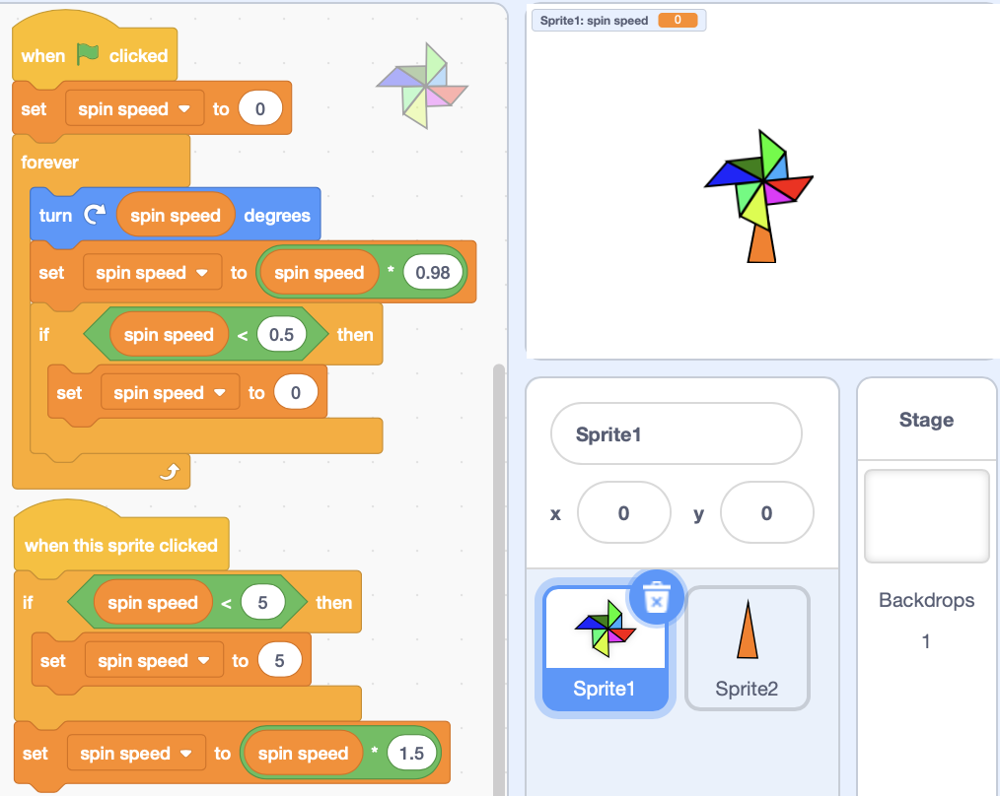 when clicked
set spin speed to 0
forever
turn spin speed degrees
set spin speed to spin speed * 0.98
if spin speed < 0.5 then
set spin speed to 0
when this sprite clicked
if spin speed < 5 then
set spin speed to 5
set spin speed to spin speed * 1.5
Sprite1: spin speed 0
Sprite1
x 0 y 0
Sprite1
Sprite2
Stage
Backdrops
1